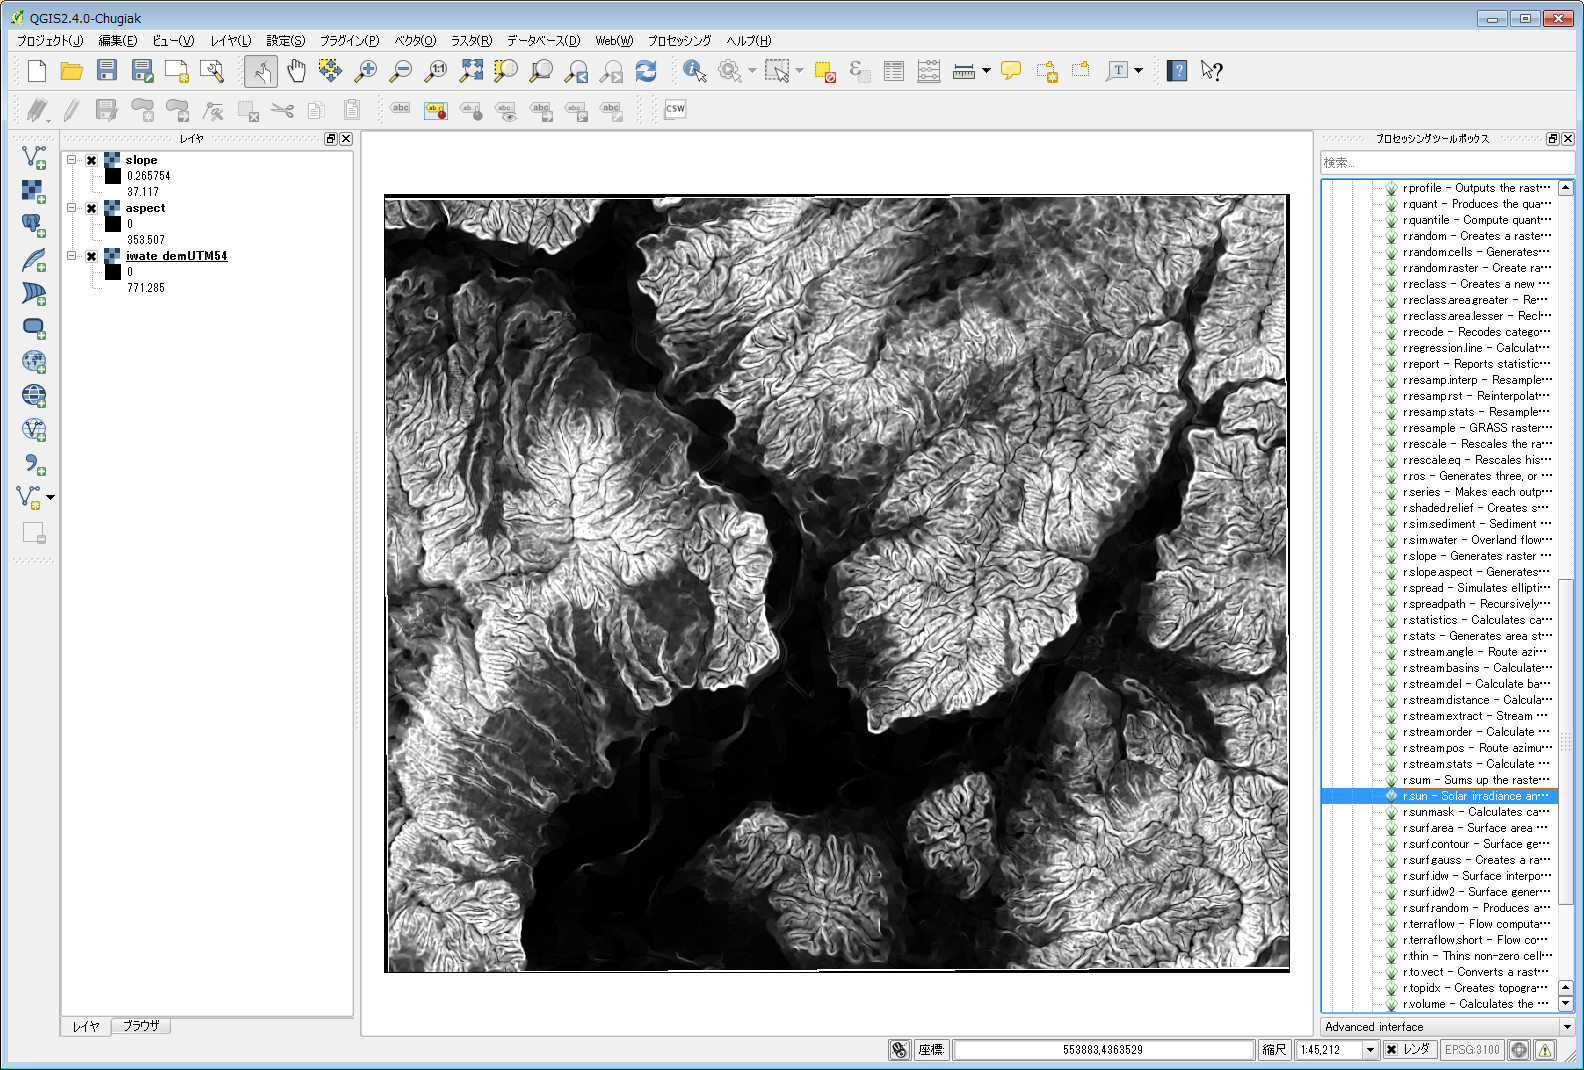 QGIS2.4.0-Chugiak
プロジェクト(J) 編集(E) ビュー(V) レイヤ(L) 設定(S) プラグイン(P) ベクタ(O) ラスタ(R) データベース(D) Web(W) プロセッシング ヘルプ(H)
1:1
T
?
?
abc ab abc abc abc abc CSW
レイヤ
slope
0.265754
37.117
aspect
0
353.507
iwate_demUTM54
0
771.285
レイヤ ブラウザ
プロセッシングツールボックス
検索...
r.profile - Outputs the rast…
r.quant - Produces the qua…
r.quantile - Compute quant…
r.random - Creates a raste…
r.random.cells - Generates…
r.random.raster - Create ra…
r.reclass - Creates a new …
r.reclass.area.greater - Re…
r.reclass.area.lesser - Recl…
r.recode - Recodes catego…
r.regression.line - Calculat…
r.report - Reports statistic…
r.resamp.interp - Resample…
r.resamp.rst - Reinterpolat…
r.resamp.stats - Resample…
r.resample - GRASS raster…
r.rescale - Rescales the ra…
r.rescale.eq - Rescales his…
r.ros - Generates three, or …
r.series - Makes each outp…
r.shaded.relief - Creates s…
r.sim.sediment - Sediment …
r.sim.water - Overland flow…
r.slope - Generates raster …
r.slope.aspect - Generates…
r.spread - Simulates ellipti…
r.spreadpath - Recursively…
r.statistics - Calculates ca…
r.stats - Generates area st…
r.stream.angle - Route azi…
r.stream.basins - Calculate…
r.stream.del - Calculate ba…
r.stream.distance - Calcula…
r.stream.extract - Stream …
r.stream.order - Calculate …
r.stream.pos - Route azimu…
r.stream.stats - Calculate …
r.sum - Sums up the raste…
r.sun - Solar irradiance an…
r.sunmask - Calculates ca…
r.surf.area - Surface area …
r.surf.contour - Surface ge…
r.surf.gauss - Creates a ra…
r.surf.idw - Surface interpo…
r.surf.idw2 - Surface gener…
r.surf.random - Produces a…
r.terraflow - Flow computa…
r.terraflow.short - Flow co…
r.thin - Thins non-zero cell…
r.to.vect - Converts a rast…
r.topidx - Creates topogra…
r.volume - Calculates the …
Advanced interface
座標: 553883,4363529 縮尺 1:45,212 レンダ EPSG:3100